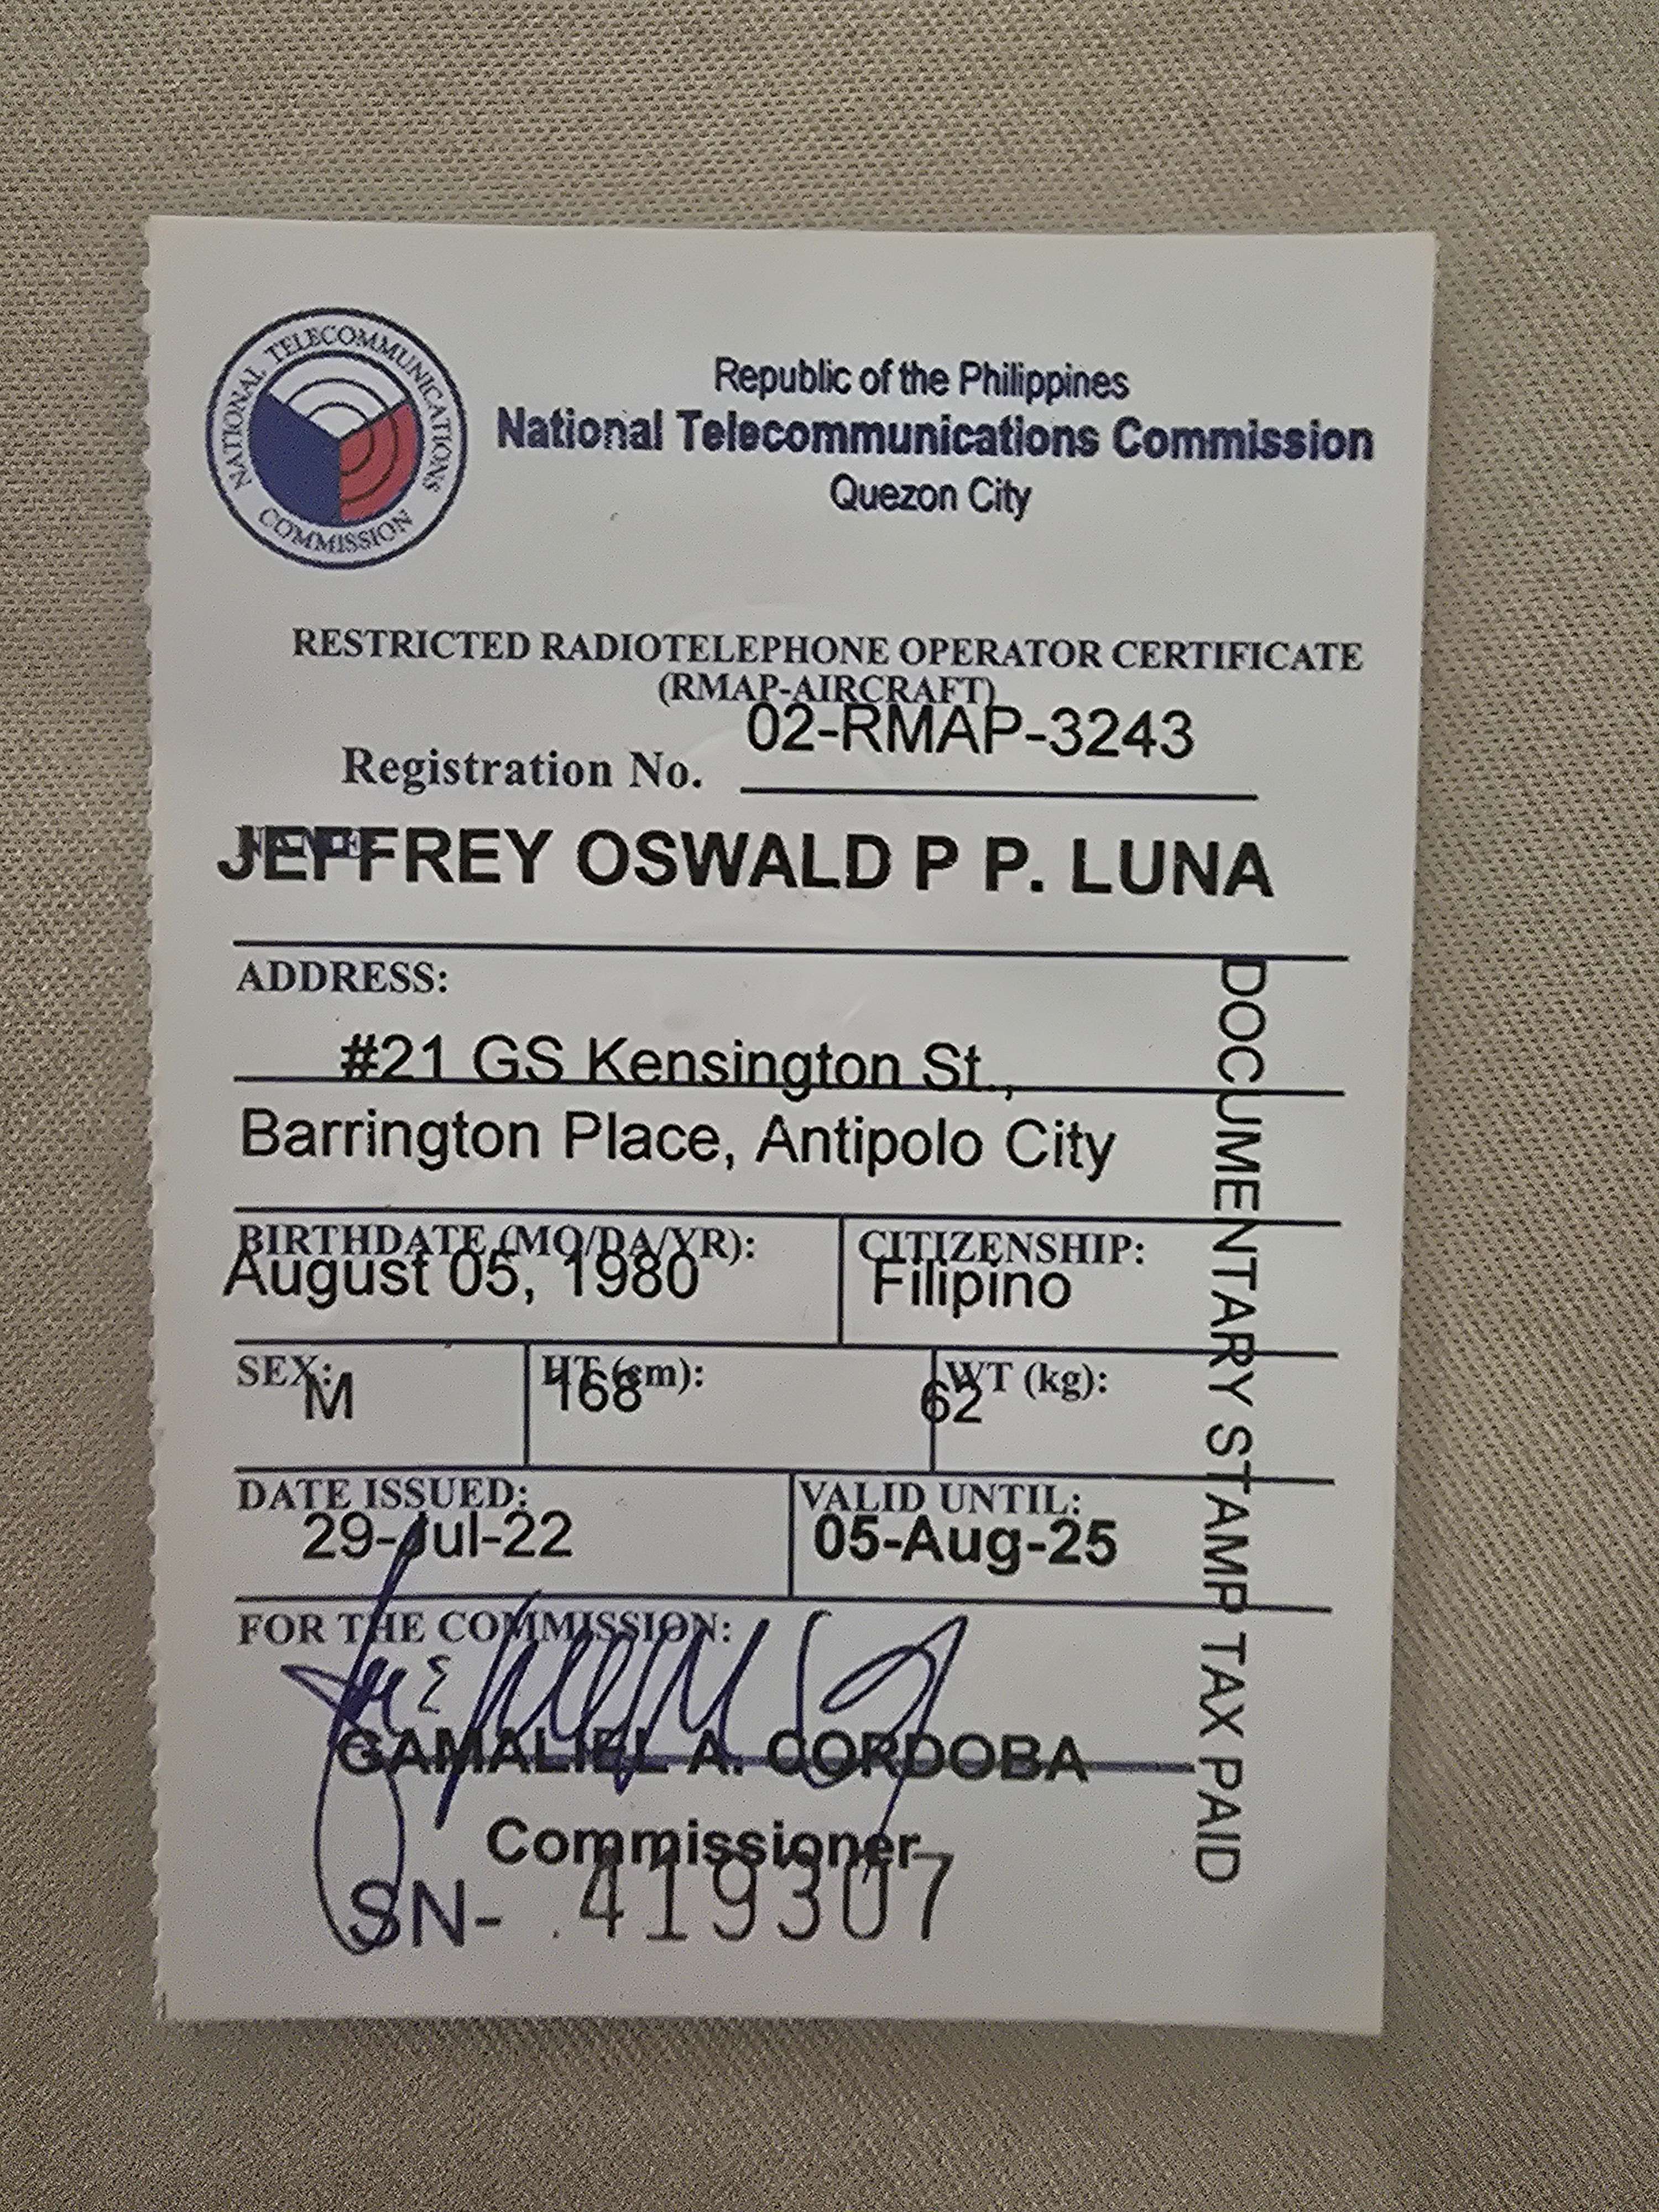 NATIONAL TELECOMMUNICATIONS COMMISSION
Republic of the Philippines
National Telecommunications Commission
Quezon City
RESTRICTED RADIOTELEPHONE OPERATOR CERTIFICATE
(RMAP-AIRCRAFT)
Registration No. 02-RMAP-3243
NAME:
JEFFREY OSWALD P P. LUNA
ADDRESS:
#21 GS Kensington St.,
Barrington Place, Antipolo City
BIRTHDATE (MO/DA/YR): CITIZENSHIP:
August 05, 1980 Filipino
SEX: HT (cm): WT (kg):
M 168 62
DATE ISSUED: VALID UNTIL:
29-Jul-22 05-Aug-25
FOR THE COMMISSION:
GAMALIEL A. CORDOBA
Commissioner
SN- .419307
DOCUMENTARY STAMP TAX PAID